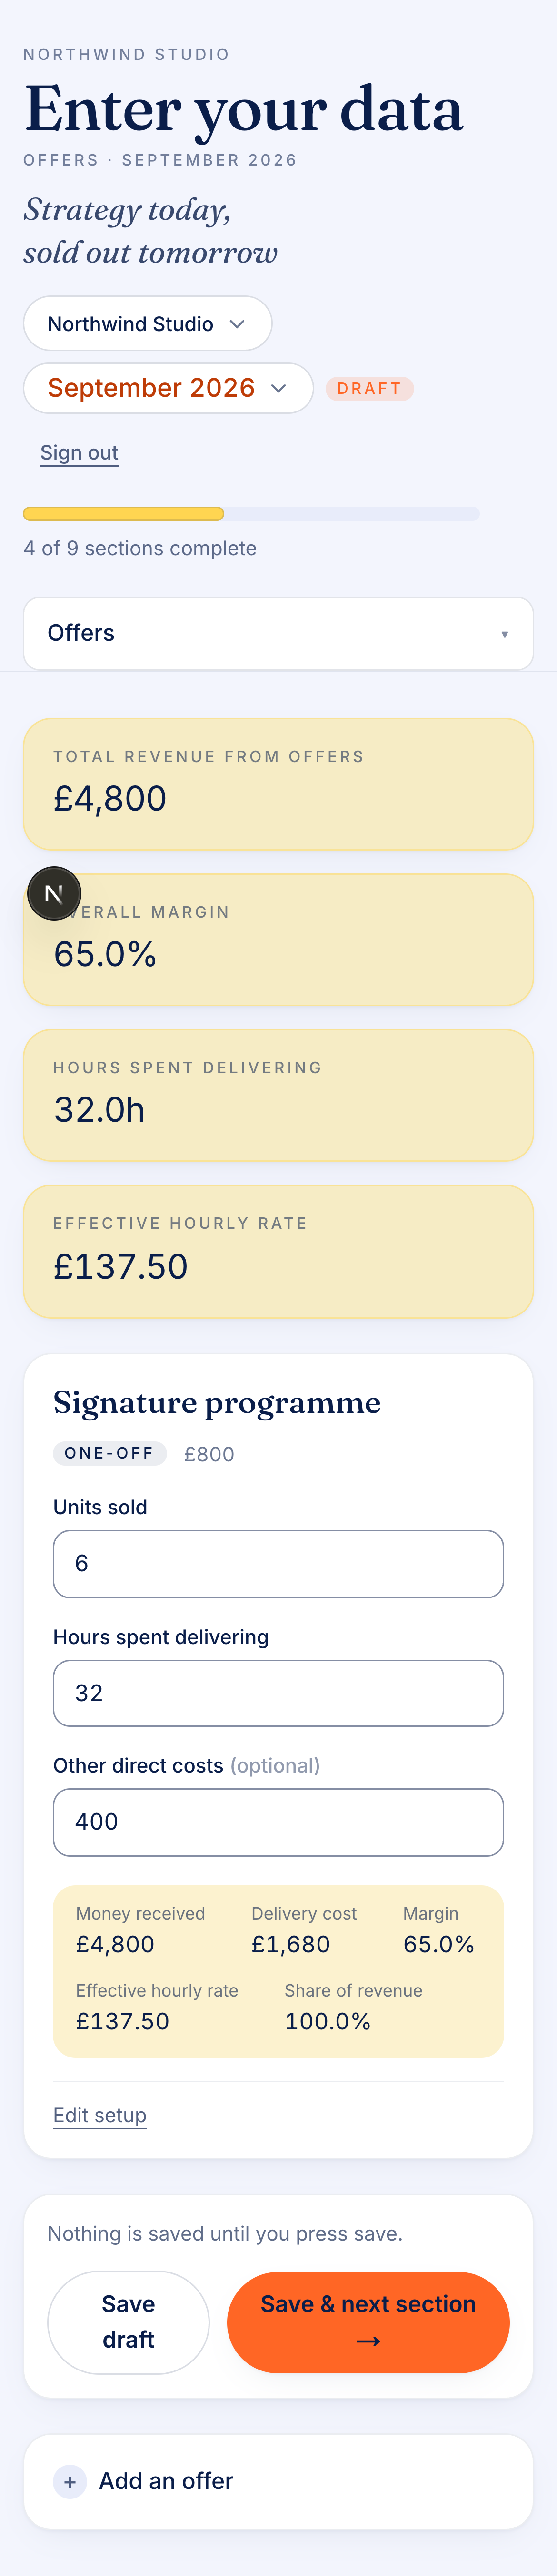 NORTHWIND STUDIO
Enter your data
OFFERS · SEPTEMBER 2026
Strategy today,
sold out tomorrow
Northwind Studio
September 2026 DRAFT
Sign out
4 of 9 sections complete
Offers
TOTAL REVENUE FROM OFFERS
£4,800
N
VERALL MARGIN
65.0%
HOURS SPENT DELIVERING
32.0h
EFFECTIVE HOURLY RATE
£137.50
Signature programme
ONE-OFF £800
Units sold
6
Hours spent delivering
32
Other direct costs (optional)
400
Money received Delivery cost Margin
£4,800 £1,680 65.0%
Effective hourly rate Share of revenue
£137.50 100.0%
Edit setup
Nothing is saved until you press save.
Save draft
Save & next section →
+ Add an offer